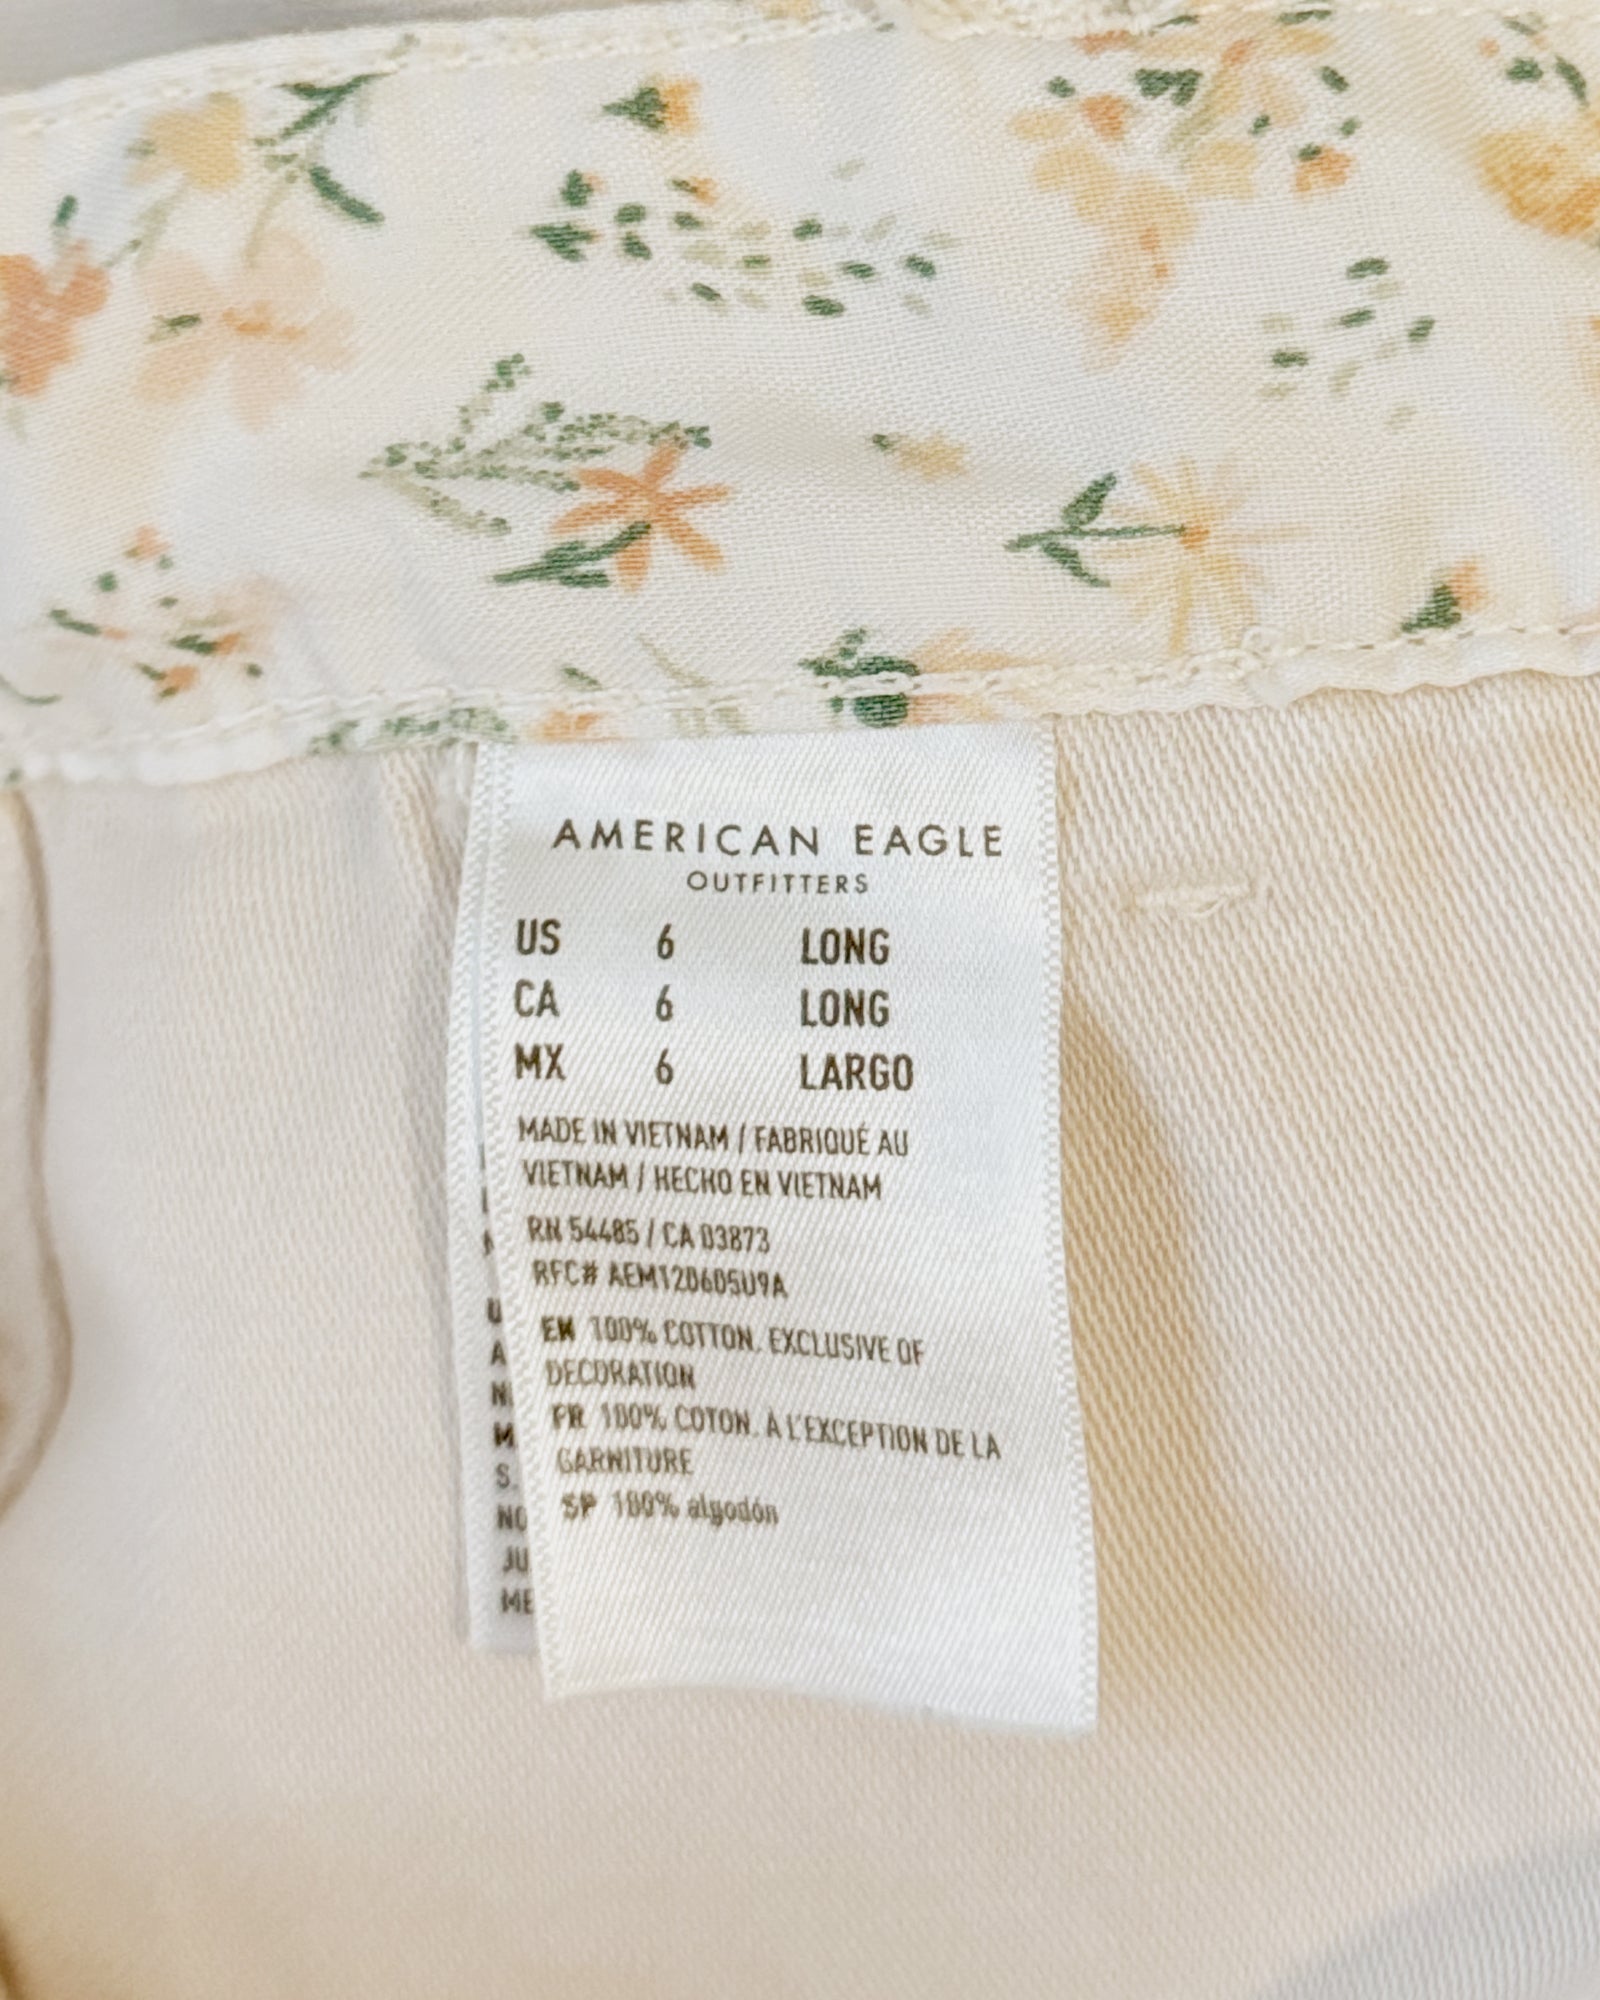 AMERICAN EAGLE
OUTFITTERS
US 6 LONG
CA 6 LONG
MX 6 LARGO
MADE IN VIETNAM / FABRIQUÉ AU
VIETNAM / HECHO EN VIETNAM
RN 54485 / CA 03873
RFC# AEM120605U9A
EN 100% COTTON. EXCLUSIVE OF
DECORATION
FR 100% COTON. À L'EXCEPTION DE LA
GARNITURE
SP 100% algodón